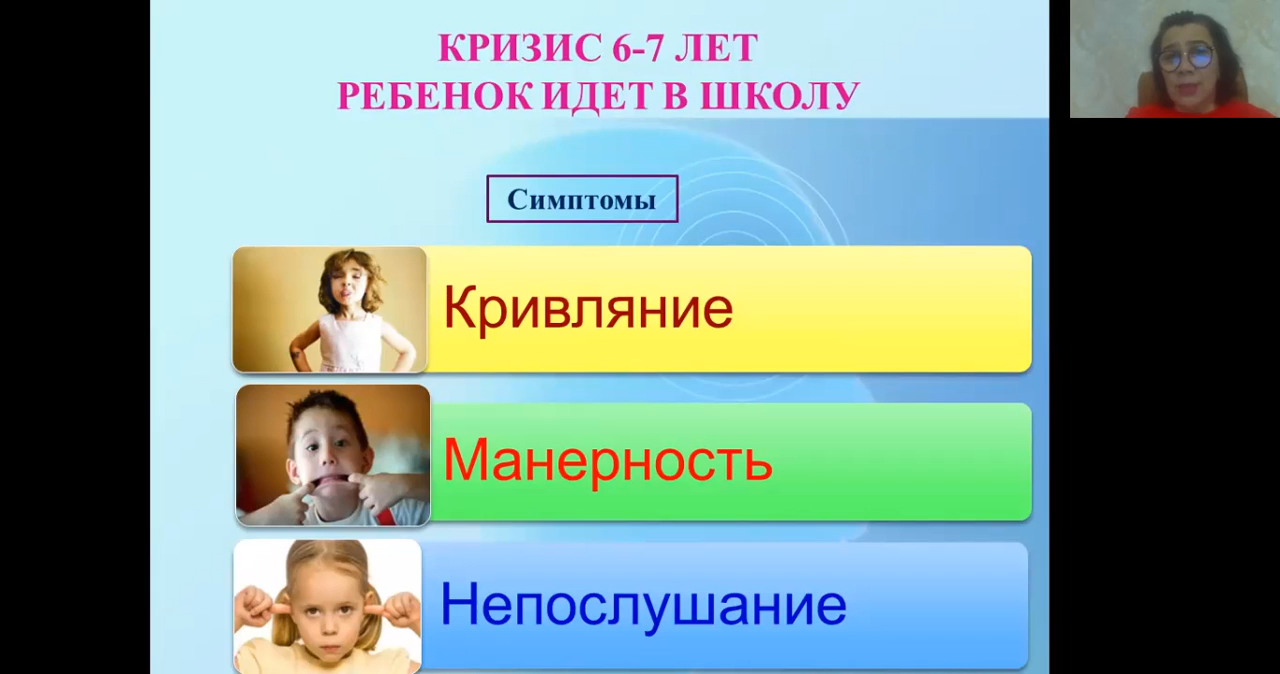 КРИЗИС 6-7 ЛЕТ
РЕБЕНОК ИДЕТ В ШКОЛУ
Симптомы
Кривляние
Манерность
Непослушание